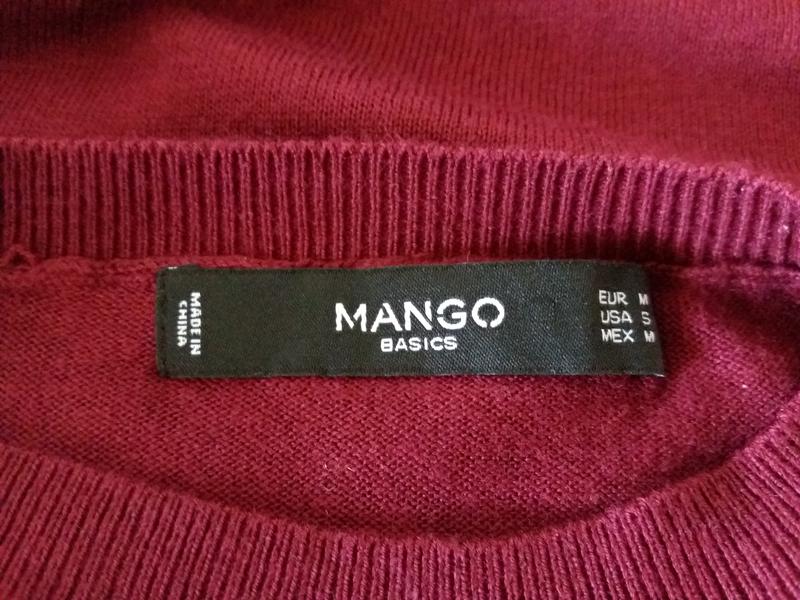 MADE IN
CHINA
MANGO
BASICS
EUR M
USA S
MEX M